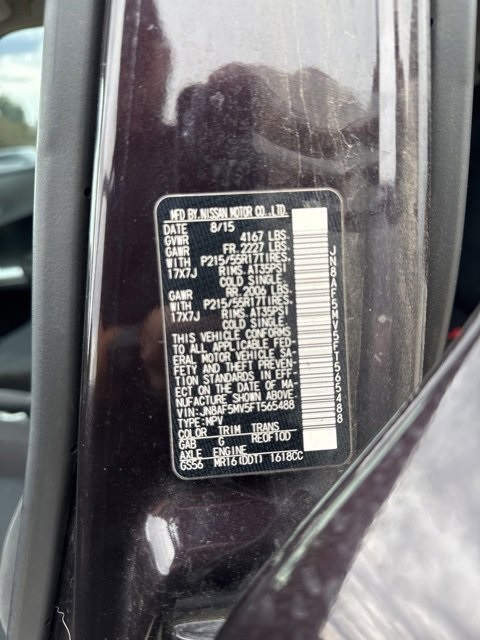 MFD BY NISSAN MOTOR CO.,LTD.
DATE 8/15
GVWR 4167 LBS.
GAWR FR. 2227 LBS.
WITH P215/55R17TIRES.
17X7J RIMS. AT35PSI
COLD SINGLE
GAWR RR. 2006 LBS.
WITH P215/55R17TIRES.
17X7J RIMS. AT35PSI
COLD SINGLE
THIS VEHICLE CONFORMS
TO ALL APPLICABLE FED-
ERAL MOTOR VEHICLE SA-
FETY AND THEFT PREVEN-
TION STANDARDS IN EFF-
ECT ON THE DATE OF MA-
NUFACTURE SHOWN ABOVE
VIN: JN8AF5MV5FT565488
TYPE: MPV
COLOR TRIM TRANS
GAB G RE0F10D
AXLE ENGINE
GS56 MR16(DDT) 1618CC
JN8AF5MV5FT565488